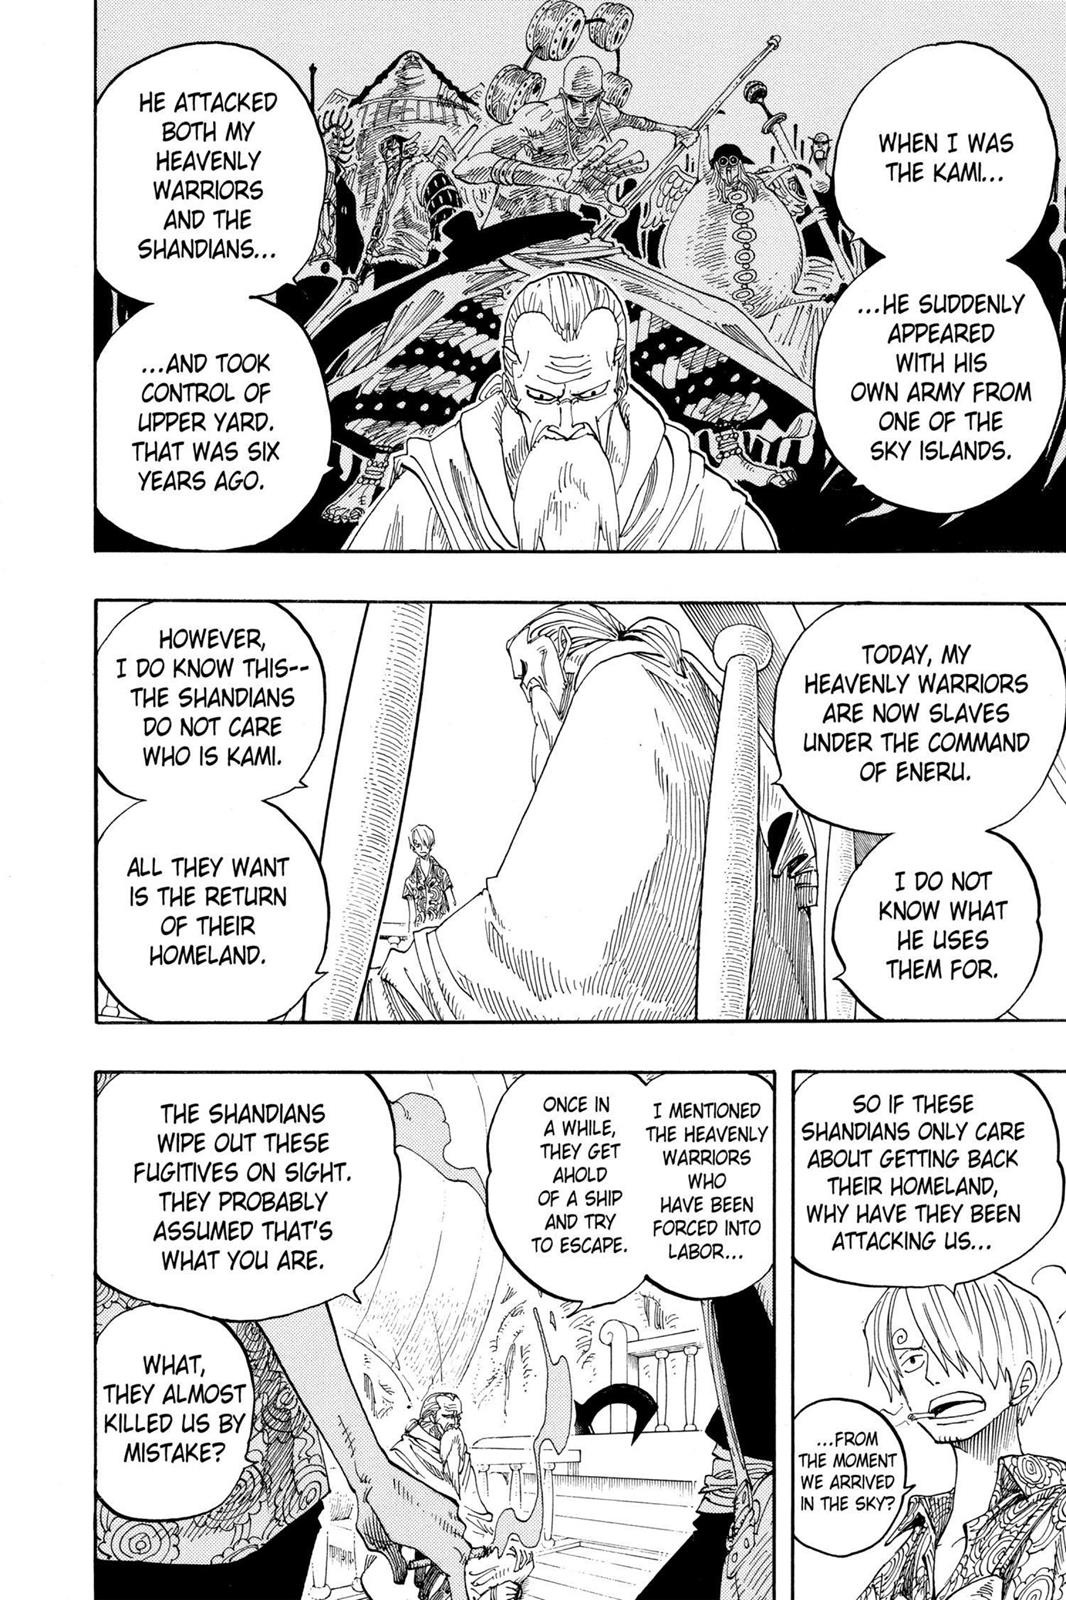 WHEN I WAS
THE KAMI...
...HE SUDDENLY
APPEARED
WITH HIS
OWN ARMY FROM
ONE OF THE
SKY ISLANDS.
HE ATTACKED
BOTH MY
HEAVENLY
WARRIORS
AND THE
SHANDIANS...
...AND TOOK
CONTROL OF
UPPER YARD.
THAT WAS SIX
YEARS AGO.
TODAY, MY
HEAVENLY WARRIORS
ARE NOW SLAVES
UNDER THE COMMAND
OF ENERU.
I DO NOT
KNOW WHAT
HE USES
THEM FOR.
HOWEVER,
I DO KNOW THIS--
THE SHANDIANS
DO NOT CARE
WHO IS KAMI.
ALL THEY WANT
IS THE RETURN
OF THEIR
HOMELAND.
SO IF THESE
SHANDIANS ONLY CARE
ABOUT GETTING BACK
THEIR HOMELAND,
WHY HAVE THEY BEEN
ATTACKING US...
...FROM
THE MOMENT
WE ARRIVED
IN THE SKY?
I MENTIONED
THE HEAVENLY
WARRIORS
WHO
HAVE BEEN
FORCED INTO
LABOR...
ONCE IN
A WHILE,
THEY GET
AHOLD
OF A SHIP
AND TRY
TO ESCAPE.
THE SHANDIANS
WIPE OUT THESE
FUGITIVES ON SIGHT.
THEY PROBABLY
ASSUMED THAT'S
WHAT YOU ARE.
WHAT,
THEY ALMOST
KILLED US BY
MISTAKE?